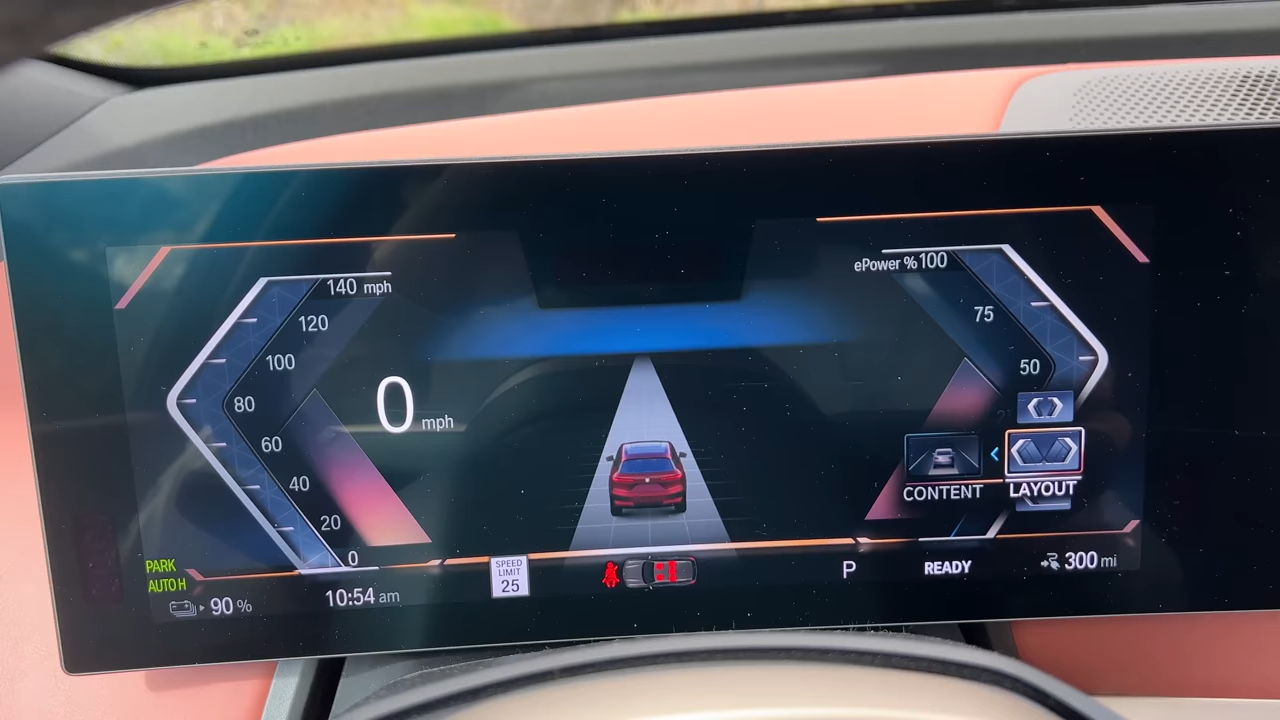 140 mph
120
100
80
60
40
20
0
0 mph
ePower % 100
75
50
CONTENT
LAYOUT
PARK
AUTO H
90 %
10:54 am
SPEED
LIMIT
25
P
READY
300 mi